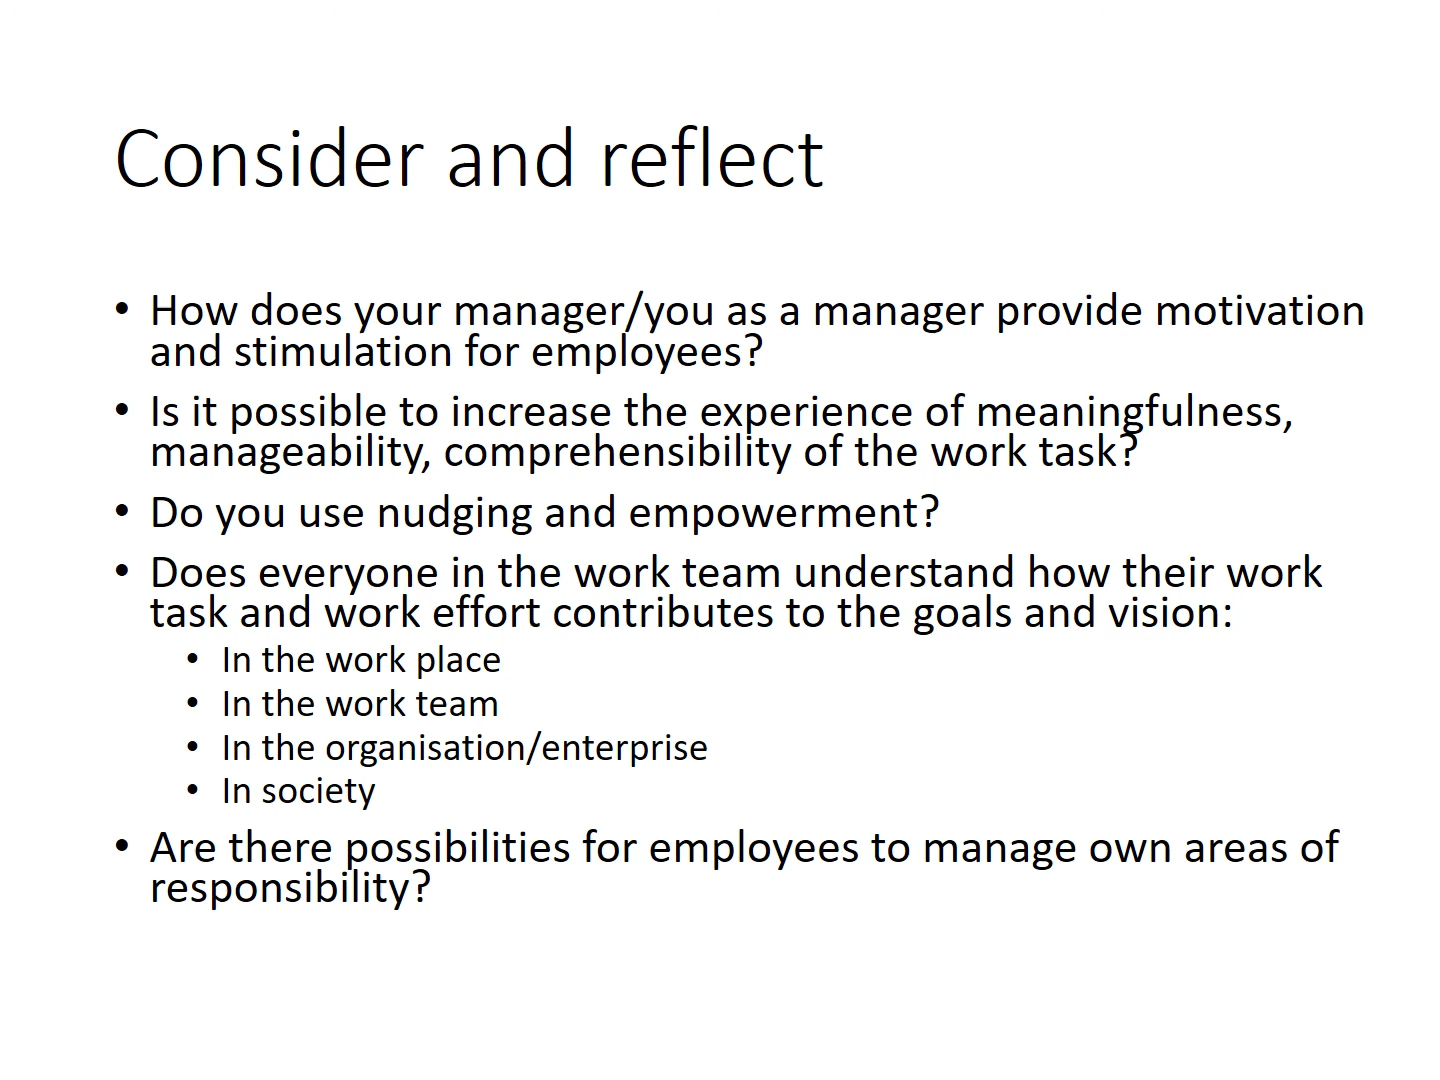 Consider and reflect
• How does your manager/you as a manager provide motivation
and stimulation for employees?
• Is it possible to increase the experience of meaningfulness,
manageability, comprehensibility of the work task?
• Do you use nudging and empowerment?
• Does everyone in the work team understand how their work
task and work effort contributes to the goals and vision:
• In the work place
• In the work team
• In the organisation/enterprise
• In society
• Are there possibilities for employees to manage own areas of
responsibility?